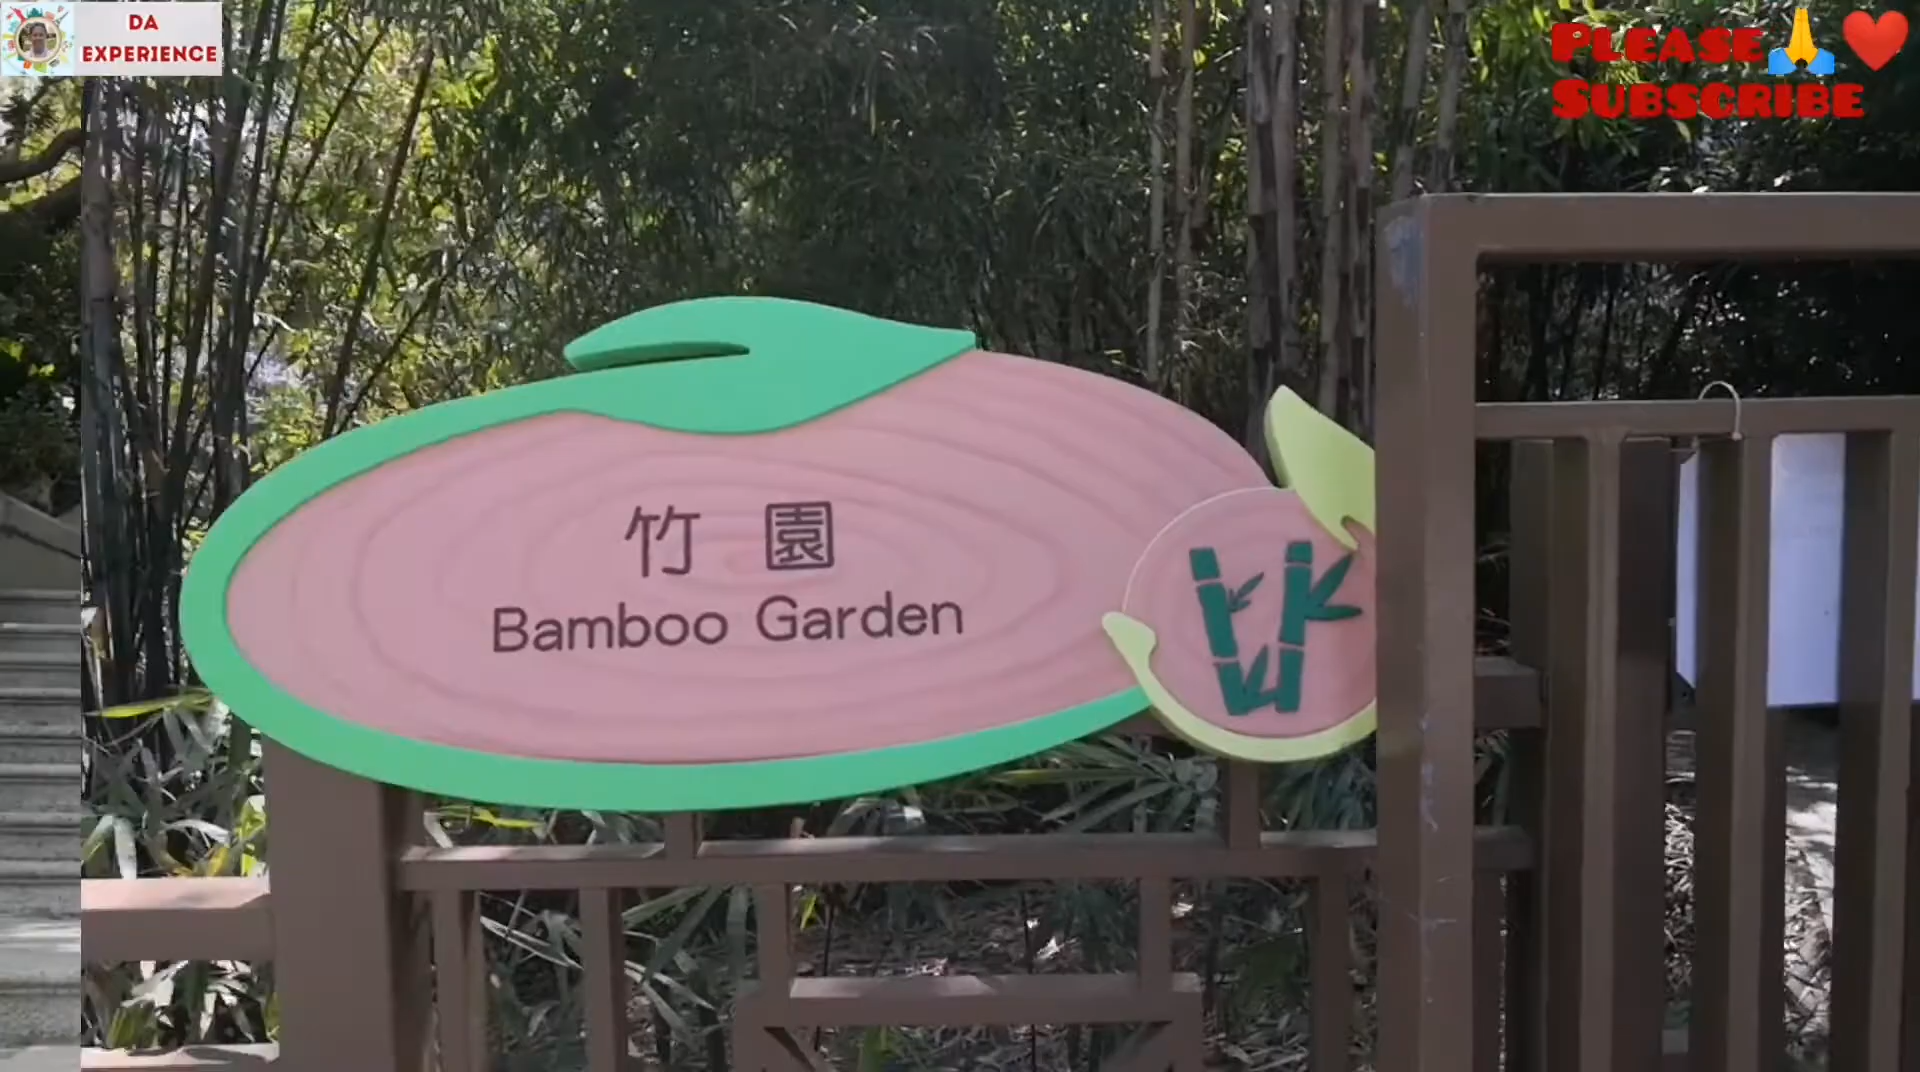 DA
EXPERIENCE
PLEASE🙏❤️
SUBSCRIBE
竹園
Bamboo Garden